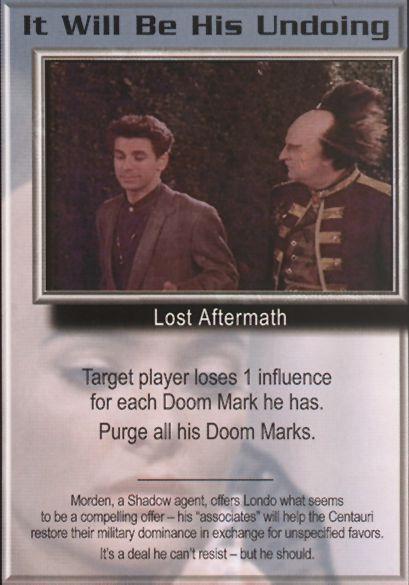 It Will Be His Undoing
Lost Aftermath
Target player loses 1 influence
for each Doom Mark he has.
Purge all his Doom Marks.
Morden, a Shadow agent, offers Londo what seems
to be a compelling offer – his “associates” will help the Centauri
restore their military dominance in exchange for unspecified favors.
It’s a deal he can’t resist – but he should.